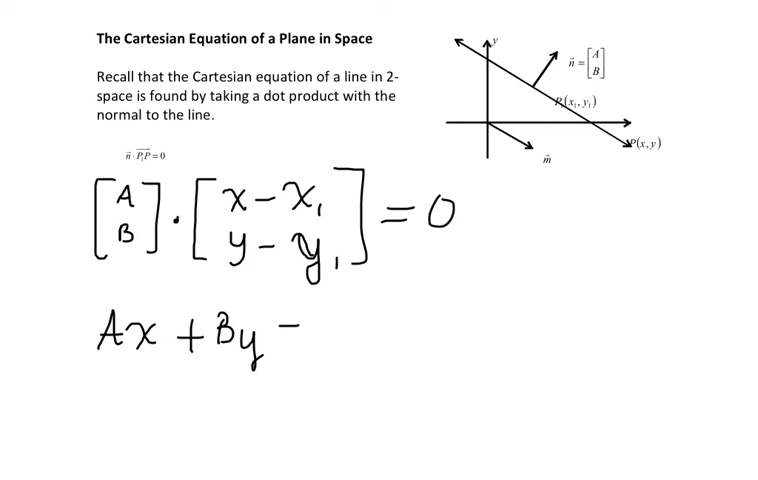 The Cartesian Equation of a Plane in Space
Recall that the Cartesian equation of a line in 2-
space is found by taking a dot product with the
normal to the line.
y
n⃗ = [A B]
P₁(x₁, y₁)
P(x, y)
m⃗
n⃗ · P₁P⃗ = 0
[A B] · [x − x₁ y − y₁] = 0
Ax + By −